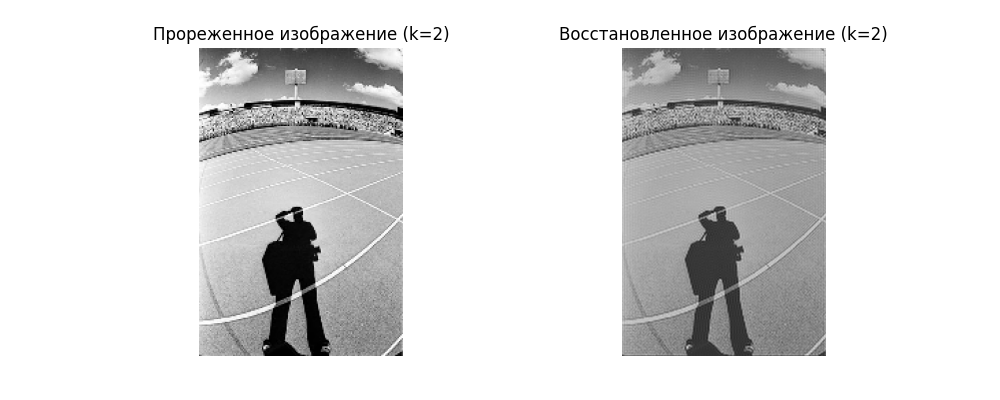 Прореженное изображение (k=2)
Восстановленное изображение (k=2)